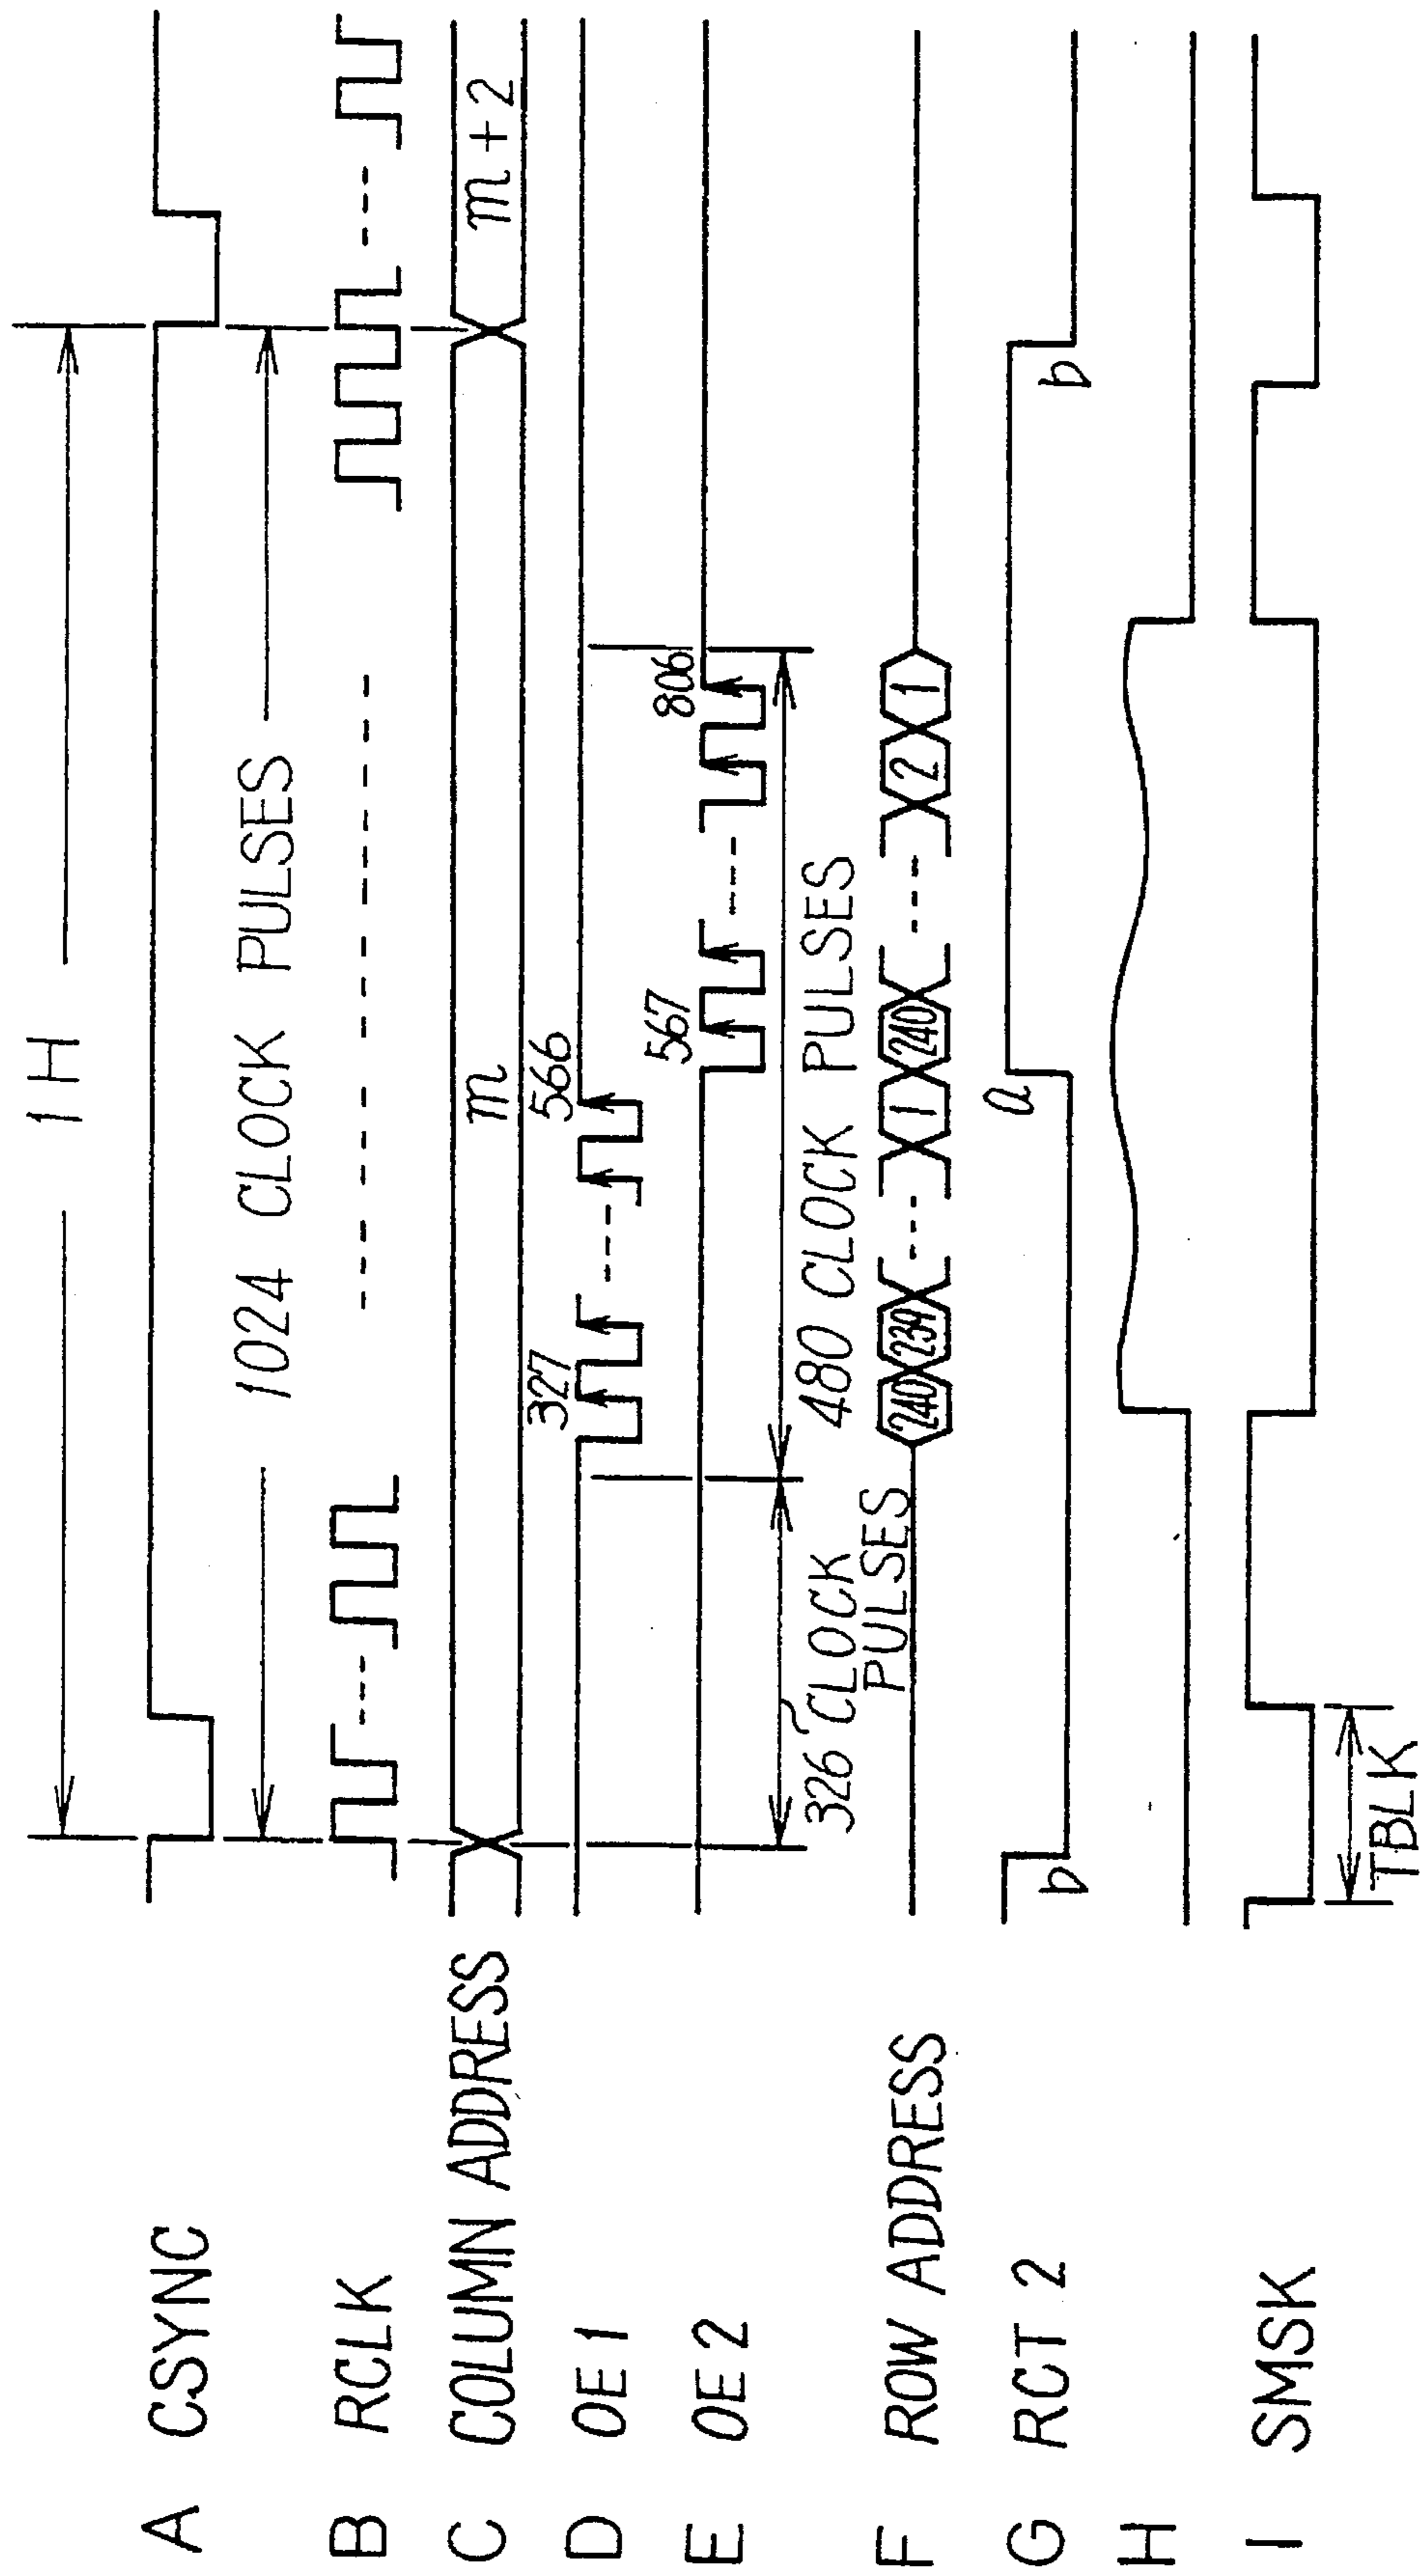 1 H
A CSYNC
1024 CLOCK PULSES
B RCLK
C COLUMN ADDRESS m m + 2
D OE 1 327 566
E OE 2 567 806
326 CLOCK PULSES
480 CLOCK PULSES
F ROW ADDRESS 240 239 1 240 2 1
G RCT 2 b a b
H
I SMSK
TBLK